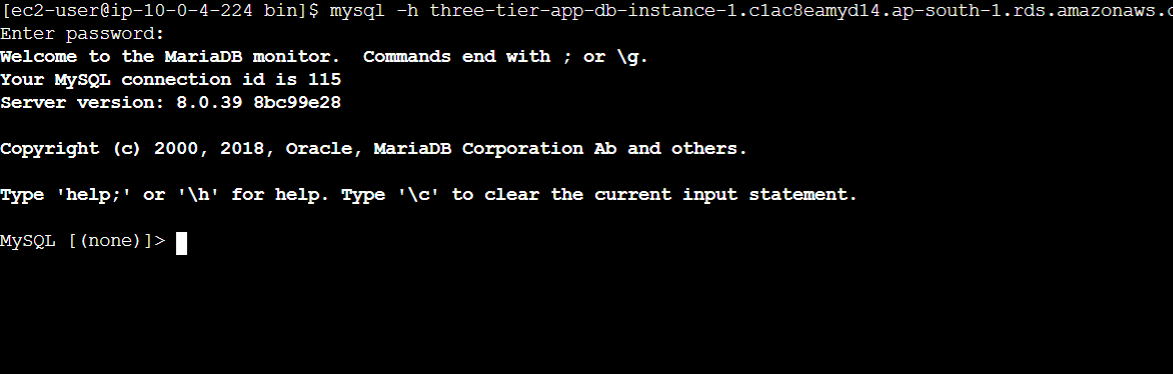 [ec2-user@ip-10-0-4-224 bin]$ mysql -h three-tier-app-db-instance-1.c1ac8eamyd14.ap-south-1.rds.amazonaws.c
Enter password:
Welcome to the MariaDB monitor.  Commands end with ; or \g.
Your MySQL connection id is 115
Server version: 8.0.39 8bc99e28
Copyright (c) 2000, 2018, Oracle, MariaDB Corporation Ab and others.
Type 'help;' or '\h' for help. Type '\c' to clear the current input statement.
MySQL [(none)]>